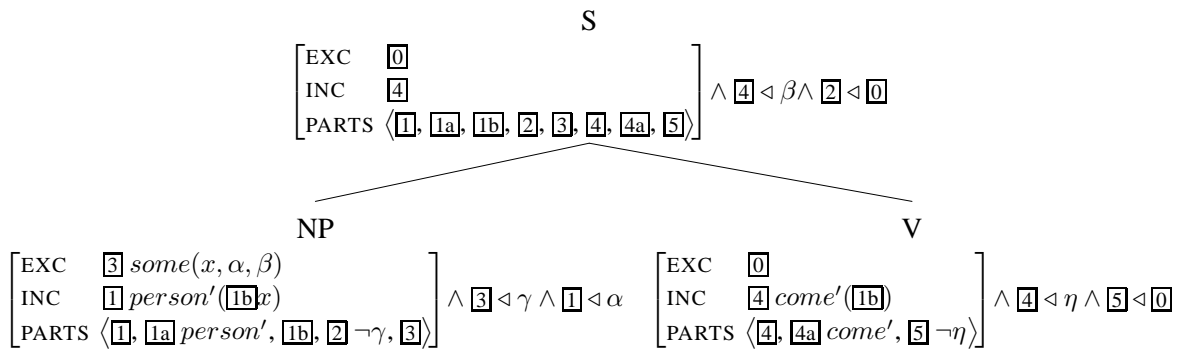 S
[EXC 0
INC 4
PARTS ⟨1, 1a, 1b, 2, 3, 4, 4a, 5⟩] ∧ 4 ◃ β∧ 2 ◃ 0
NP V
[EXC 3 some(x, α, β)
INC 1 person′(1bx)
PARTS ⟨1, 1a person′, 1b, 2 ¬γ, 3⟩] ∧ 3 ◃ γ ∧ 1 ◃ α
[EXC 0
INC 4 come′(1b)
PARTS ⟨4, 4a come′, 5 ¬η⟩] ∧ 4 ◃ η ∧ 5 ◃ 0